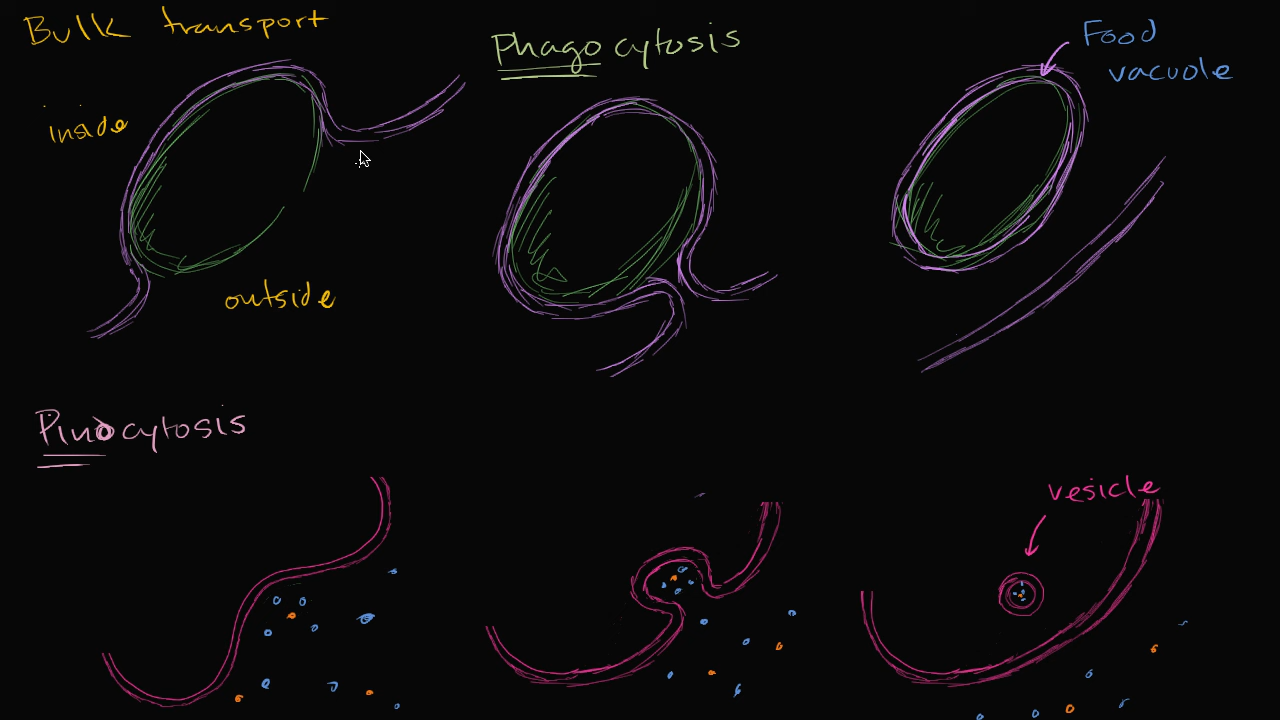 Bulk transport
Phagocytosis
Food
vacuole
inside
outside
Pinocytosis
vesicle